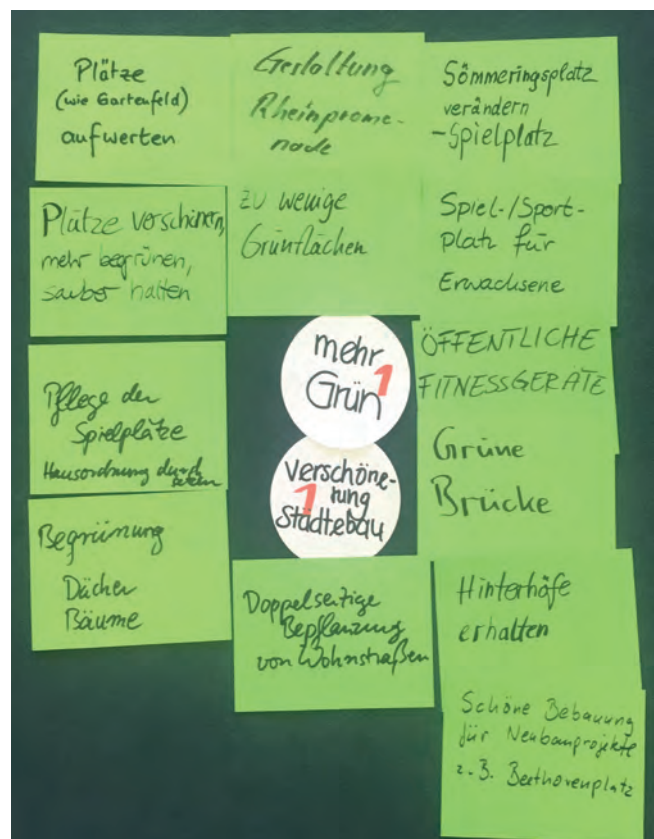 Plätze
(wie Gartenfeld)
aufwerten
Gestaltung
Rheinprome-
nade
Sömmeringsplatz
verändern
-Spielplatz
Plätze verschönern,
mehr begrünen,
sauber halten
zu wenige
Grünflächen
Spiel-/Sport-
platz für
Erwachsene
mehr
Grün 1
Verschöne-
rung
1
Städtebau
ÖFFENTLICHE
FITNESSGERÄTE
Pflege der
Spielplätze
Hausordnung durch
Grüne
Brücke
Begrünung
Dächer
Bäume
Doppelseitige
Bepflanzung
von Wohnstraßen
Hinterhöfe
erhalten
Schöne Bebauung
für Neubauprojekte
z.B. Beethovenplatz